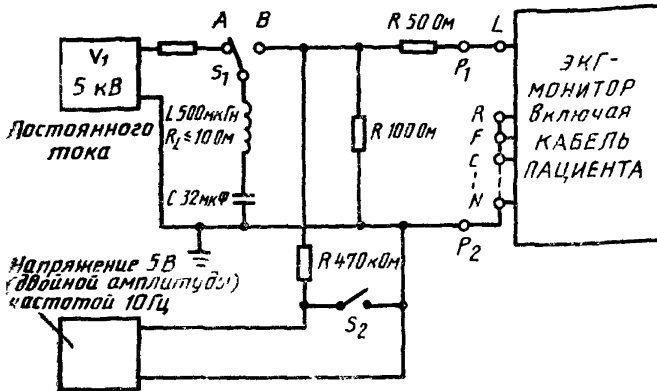 A
B
V1
5 кВ
S1
R 50 Ом
P1
L
ЭКГ-
МОНИТОР
включая
КАБЕЛЬ
ПАЦИЕНТА
R
F
C
N
Постоянного
тока
L 500 мкГн
RL ≤ 10 Ом
C 32 мкФ
R 100 Ом
P2
R 470 кОм
S2
Напряжение 5 В
(двойной амплитуды)
частотой 10 Гц